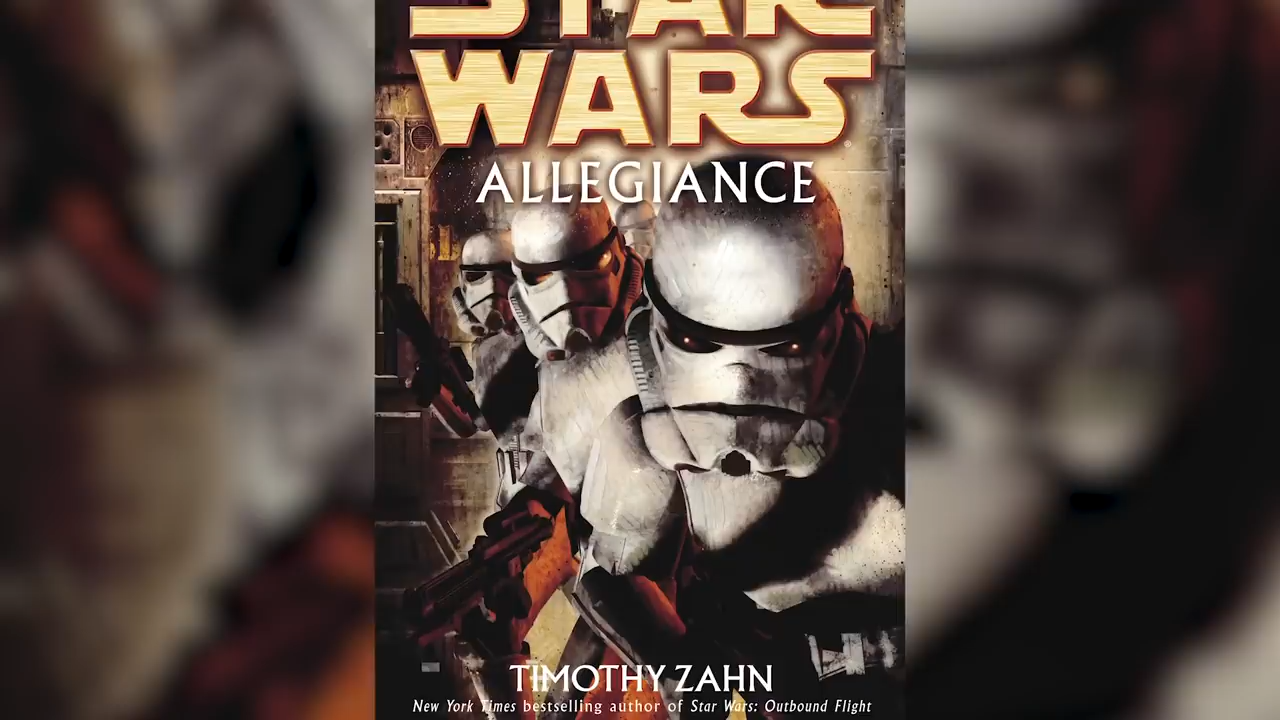 STAR
WARS
ALLEGIANCE
TIMOTHY ZAHN
New York Times bestselling author of Star Wars: Outbound Flight